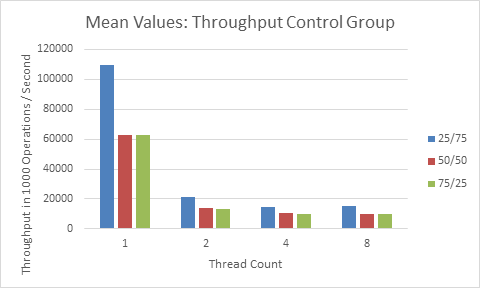 Mean Values: Throughput Control Group
Throughput in 1000 Operations / Second
120000
100000
80000
60000
40000
20000
0
1 2 4 8
Thread Count
25/75
50/50
75/25